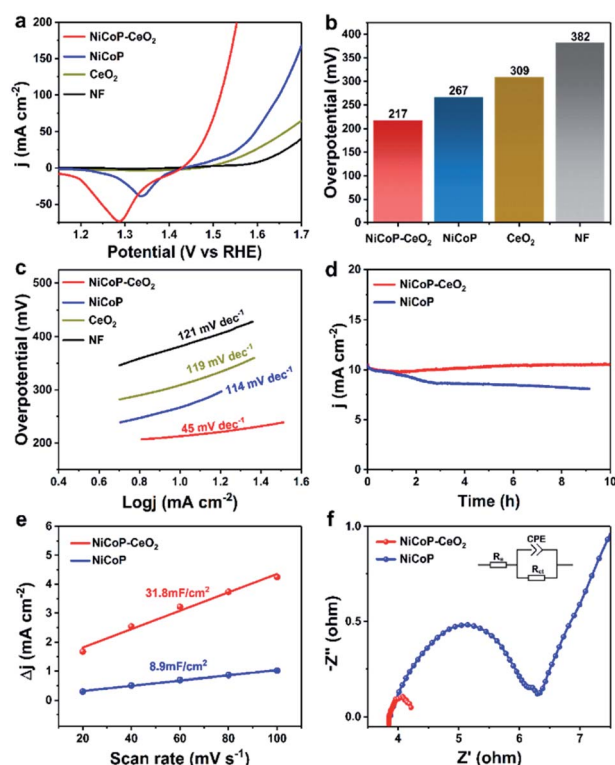 a
NiCoP-CeO₂
NiCoP
CeO₂
NF
j (mA cm⁻²)
200
150
100
50
0
-50
1.2 1.3 1.4 1.5 1.6 1.7
Potential (V vs RHE)
b
Overpotential (mV)
400
350
300
250
200
150
100
50
0
217
267
309
382
NiCoP-CeO₂ NiCoP CeO₂ NF
c
NiCoP-CeO₂
NiCoP
CeO₂
NF
Overpotential (mV)
500
400
300
200
121 mV dec⁻¹
119 mV dec⁻¹
114 mV dec⁻¹
45 mV dec⁻¹
0.4 0.6 0.8 1.0 1.2 1.4 1.6
Logj (mA cm⁻²)
d
NiCoP-CeO₂
NiCoP
j (mA cm⁻²)
25
20
15
10
5
0
0 2 4 6 8 10
Time (h)
e
NiCoP-CeO₂
NiCoP
Δj (mA cm⁻²)
6
5
4
3
2
1
0
31.8mF/cm²
8.9mF/cm²
20 40 60 80 100
Scan rate (mV s⁻¹)
f
NiCoP-CeO₂
NiCoP
CPE
Rs
Rct
-Z'' (ohm)
1.0
0.5
0.0
4 5 6 7
Z' (ohm)